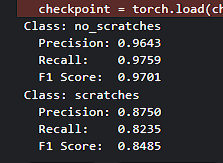 checkpoint = torch.load(ch
Class: no_scratches
Precision: 0.9643
Recall: 0.9759
F1 Score: 0.9701
Class: scratches
Precision: 0.8750
Recall: 0.8235
F1 Score: 0.8485